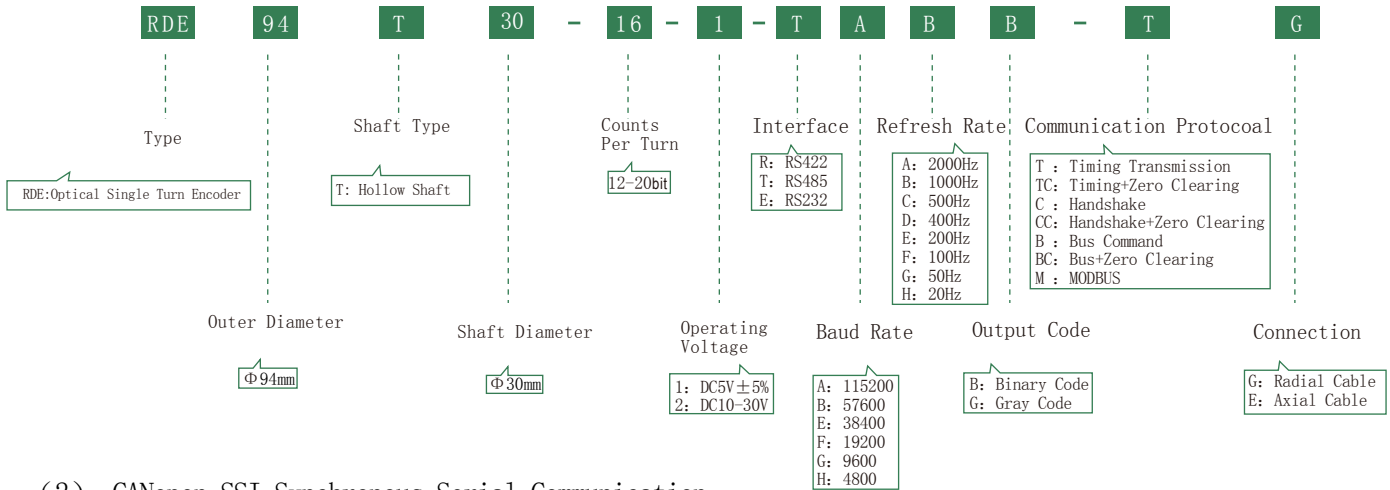 RDE 94 T 30 - 16 - 1 - T A B B - T G
Type
RDE:Optical Single Turn Encoder
Shaft Type
T: Hollow Shaft
Counts
Per Turn
12-20bit
Interface
R: RS422
T: RS485
E: RS232
Refresh Rate
A: 2000Hz
B: 1000Hz
C: 500Hz
D: 400Hz
E: 200Hz
F: 100Hz
G: 50Hz
H: 20Hz
Communication Protocoal
T : Timing Transmission
TC: Timing+Zero Clearing
C : Handshake
CC: Handshake+Zero Clearing
B : Bus Command
BC: Bus+Zero Clearing
M : MODBUS
Outer Diameter
Φ94mm
Shaft Diameter
Φ30mm
Operating
Voltage
1: DC5V±5%
2: DC10-30V
Baud Rate
A: 115200
B: 57600
E: 38400
F: 19200
G: 9600
H: 4800
Output Code
B: Binary Code
G: Gray Code
Connection
G: Radial Cable
E: Axial Cable